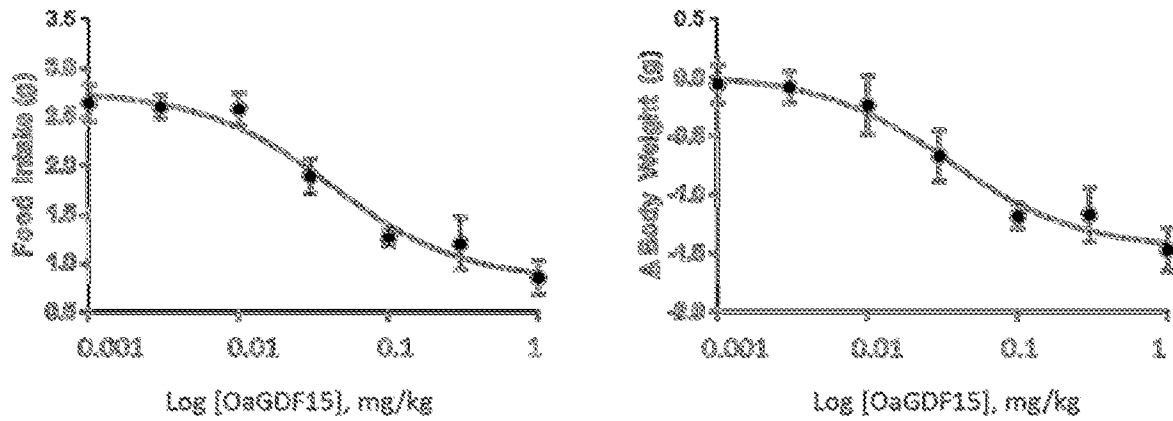 Food Intake (g)
3.5
3.0
2.5
2.0
1.5
1.0
0.5
0.001 0.01 0.1 1
Log [OaGDF15], mg/kg
Δ Body Weight (g)
0.5
0.0
-0.5
-1.0
-1.5
-2.0
0.001 0.01 0.1 1
Log [OaGDF15], mg/kg